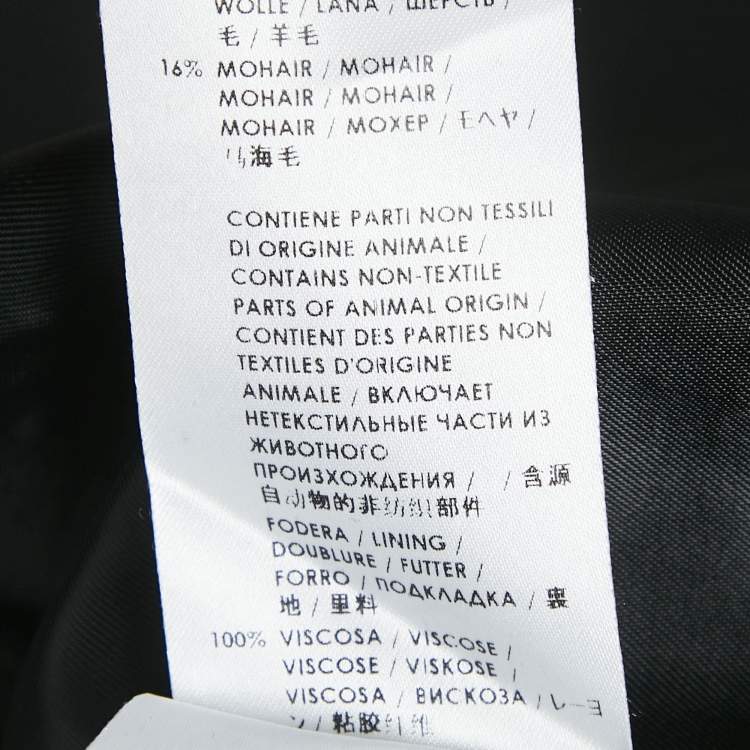 WOLLE / LANA / ШЕРСТЬ /
毛 / 羊毛
16% MOHAIR / MOHAIR /
MOHAIR / MOHAIR /
MOHAIR / МОХЕР / モヘヤ /
马海毛
CONTIENE PARTI NON TESSILI
DI ORIGINE ANIMALE /
CONTAINS NON-TEXTILE
PARTS OF ANIMAL ORIGIN /
CONTIENT DES PARTIES NON
TEXTILES D'ORIGINE
ANIMALE / ВКЛЮЧАЕТ
НЕТЕКСТИЛЬНЫЕ ЧАСТИ ИЗ
ЖИВОТНОГО
ПРОИЗХОЖДЕНИЯ / / 含源
自动物的非纺织部件
FODERA / LINING /
DOUBLURE / FUTTER /
FORRO / ПОДКЛАДКА / 裏
地 / 里料
100% VISCOSA / VISCOSE /
VISCOSE / VISKOSE /
VISCOSA / ВИСКОЗА / レーヨ
ン / 粘胶纤维